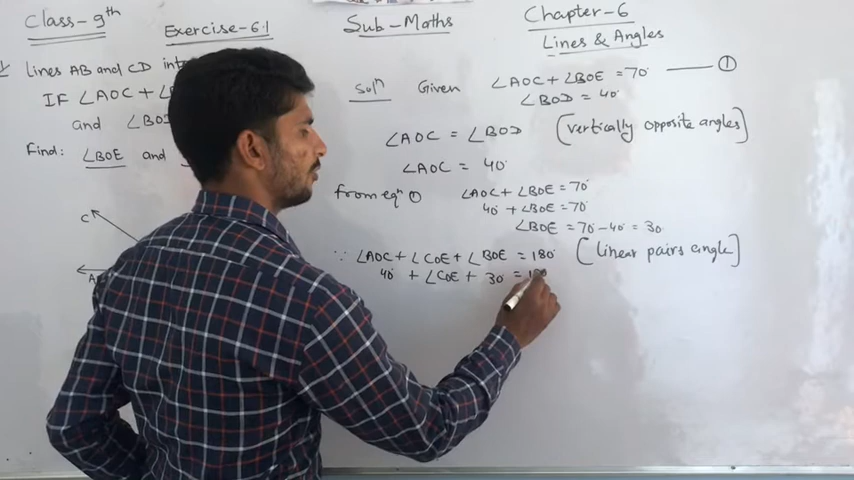 Class-9th Exercise-6.1 Sub-Maths Chapter-6
Lines & Angles
Lines AB and CD
IF ∠AOC +
and
Find: ∠BOE and
C
A
Solⁿ Given ∠AOC + ∠BOE = 70° ①
∠BOD = 40°
∠AOC = ∠BOD (vertically opposite angles)
∠AOC = 40°
from eqⁿ ① ∠AOC + ∠BOE = 70°
40° + ∠BOE = 70°
∠BOE = 70° - 40° = 30°
∵ ∠AOC + ∠COE + ∠BOE = 180° (linear pairs angle)
40° + ∠COE + 30° =